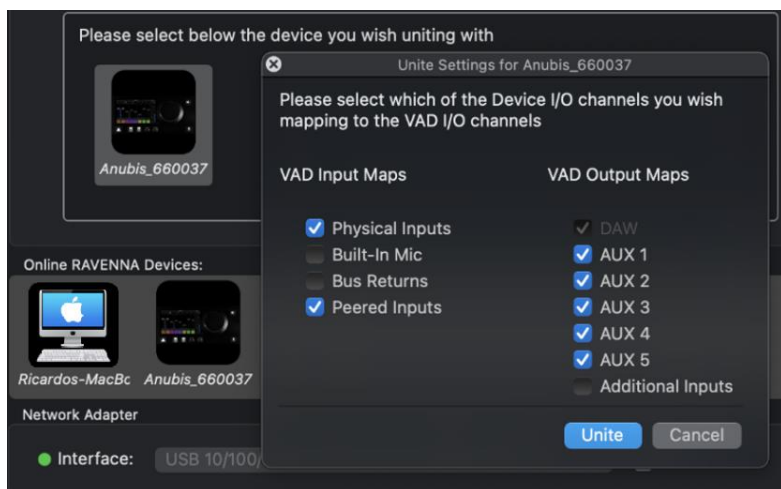 Please select below the device you wish uniting with
Anubis_660037
Unite Settings for Anubis_660037
Please select which of the Device I/O channels you wish
mapping to the VAD I/O channels
VAD Input Maps
Physical Inputs
Built-In Mic
Bus Returns
Peered Inputs
VAD Output Maps
DAW
AUX 1
AUX 2
AUX 3
AUX 4
AUX 5
Additional Inputs
Unite
Cancel
Online RAVENNA Devices:
Ricardos-MacBc
Anubis_660037
Network Adapter
Interface:
USB 10/100/